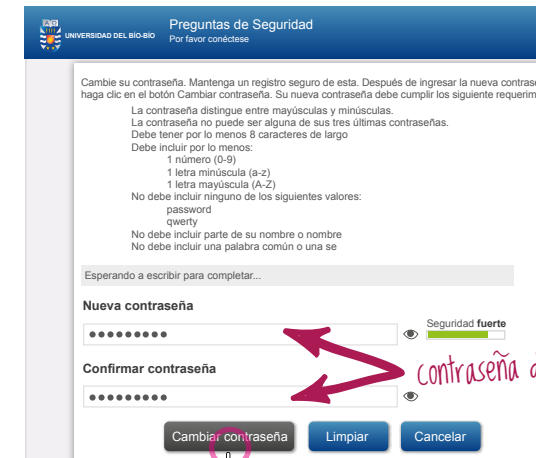 UNIVERSIDAD DEL BÍO-BÍO
Preguntas de Seguridad
Por favor conéctese
Cambie su contraseña. Mantenga un registro seguro de esta. Después de ingresar la nueva contrase
haga clic en el botón Cambiar contraseña. Su nueva contraseña debe cumplir los siguiente requerim
La contraseña distingue entre mayúsculas y minúsculas.
La contraseña no puede ser alguna de sus tres últimas contraseñas.
Debe tener por lo menos 8 caracteres de largo
Debe incluir por lo menos:
1 número (0-9)
1 letra minúscula (a-z)
1 letra mayúscula (A-Z)
No debe incluir ninguno de los siguientes valores:
password
qwerty
No debe incluir parte de su nombre o nombre
No debe incluir una palabra común o una se
Esperando a escribir para completar...
Nueva contraseña
Seguridad fuerte
Confirmar contraseña
contraseña d
Cambiar contraseña
Limpiar
Cancelar